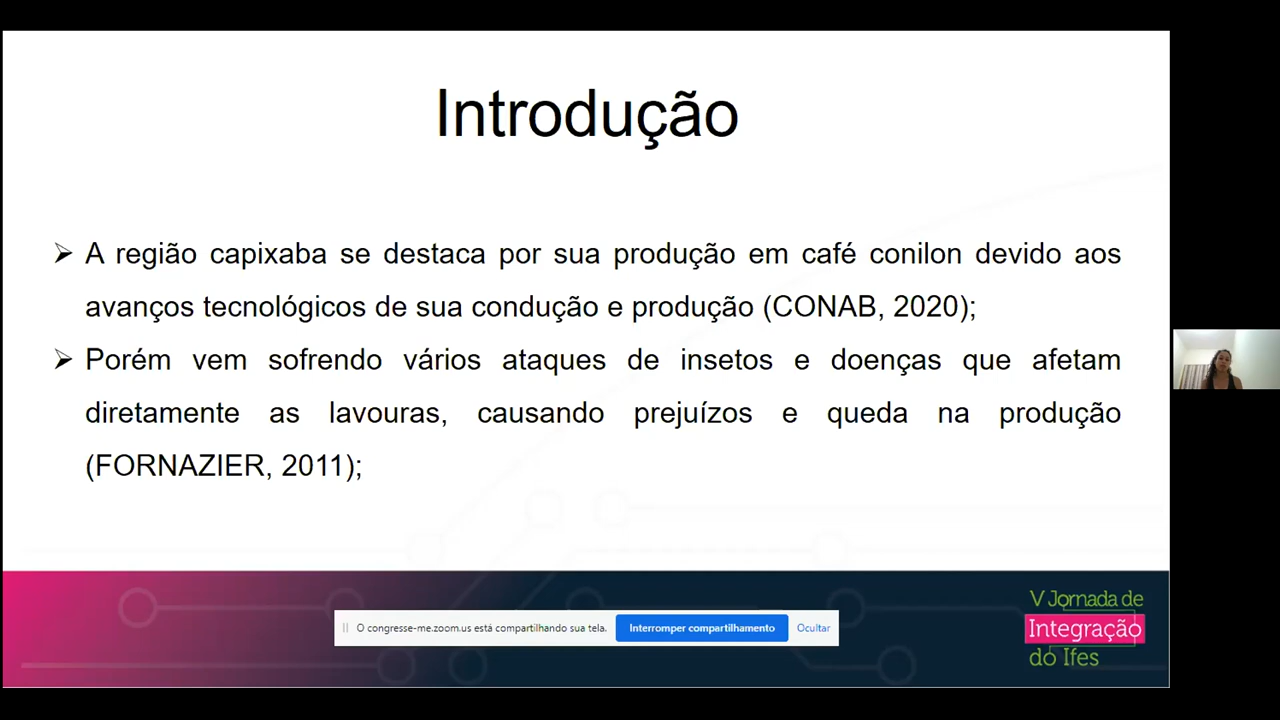 Introdução
A região capixaba se destaca por sua produção em café conilon devido aos
avanços tecnológicos de sua condução e produção (CONAB, 2020);
Porém vem sofrendo vários ataques de insetos e doenças que afetam
diretamente as lavouras, causando prejuízos e queda na produção
(FORNAZIER, 2011);
O congresse-me.zoom.us está compartilhando sua tela. Interromper compartilhamento Ocultar
V Jornada de
Integração
do Ifes